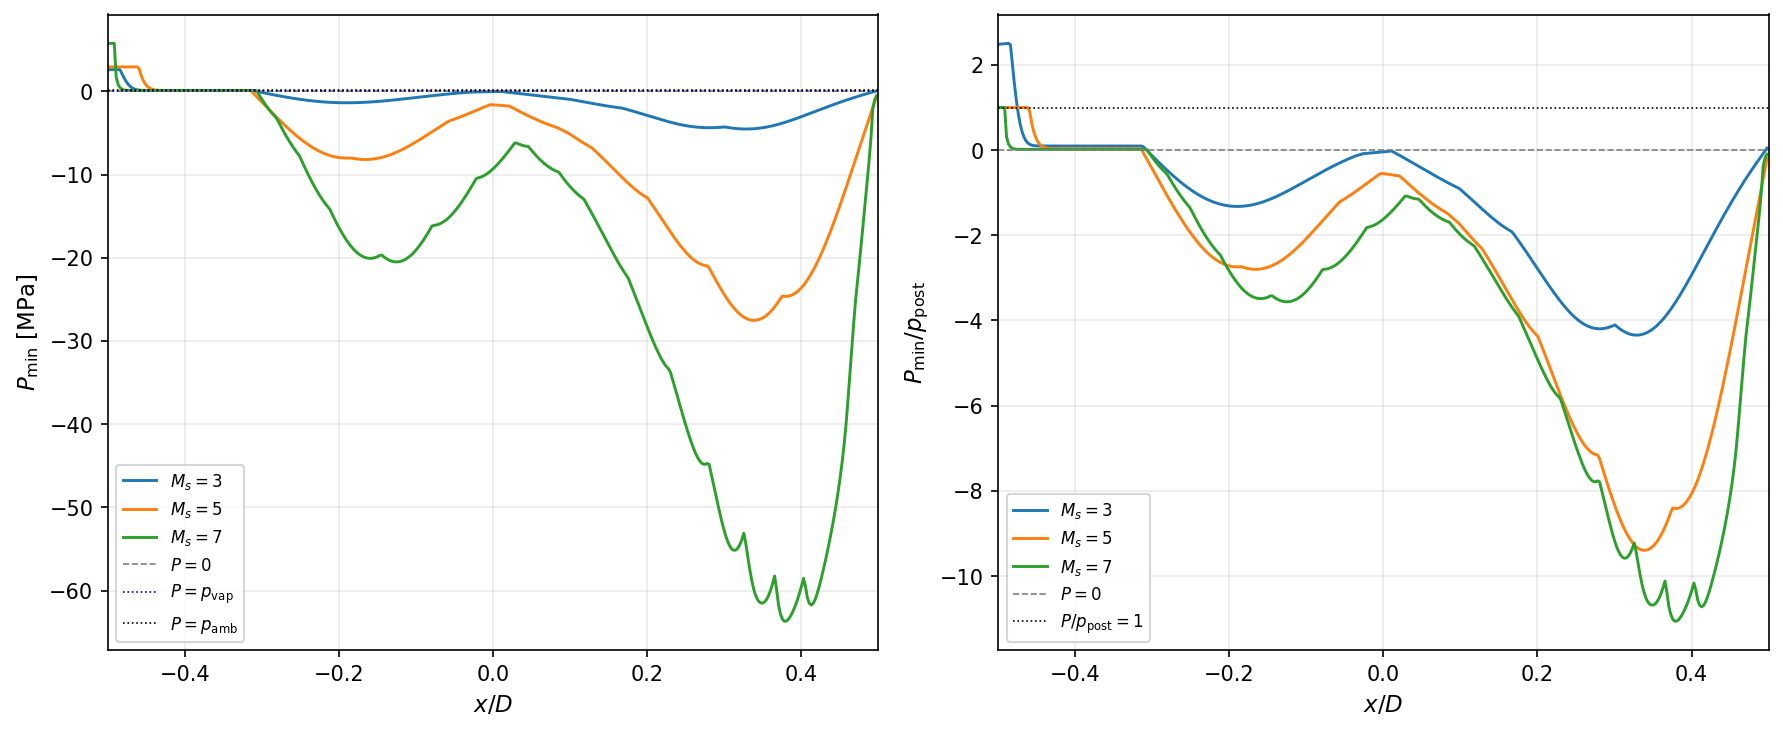 0
−10
−20
−30
−40
−50
−60
−0.4
−0.2
0.0
0.2
0.4
x/D
P_min [MPa]
M_s = 3
M_s = 5
M_s = 7
P = 0
P = p_vap
P = p_amb
2
0
−2
−4
−6
−8
−10
−0.4
−0.2
0.0
0.2
0.4
x/D
P_min/p_post
M_s = 3
M_s = 5
M_s = 7
P = 0
P/p_post = 1